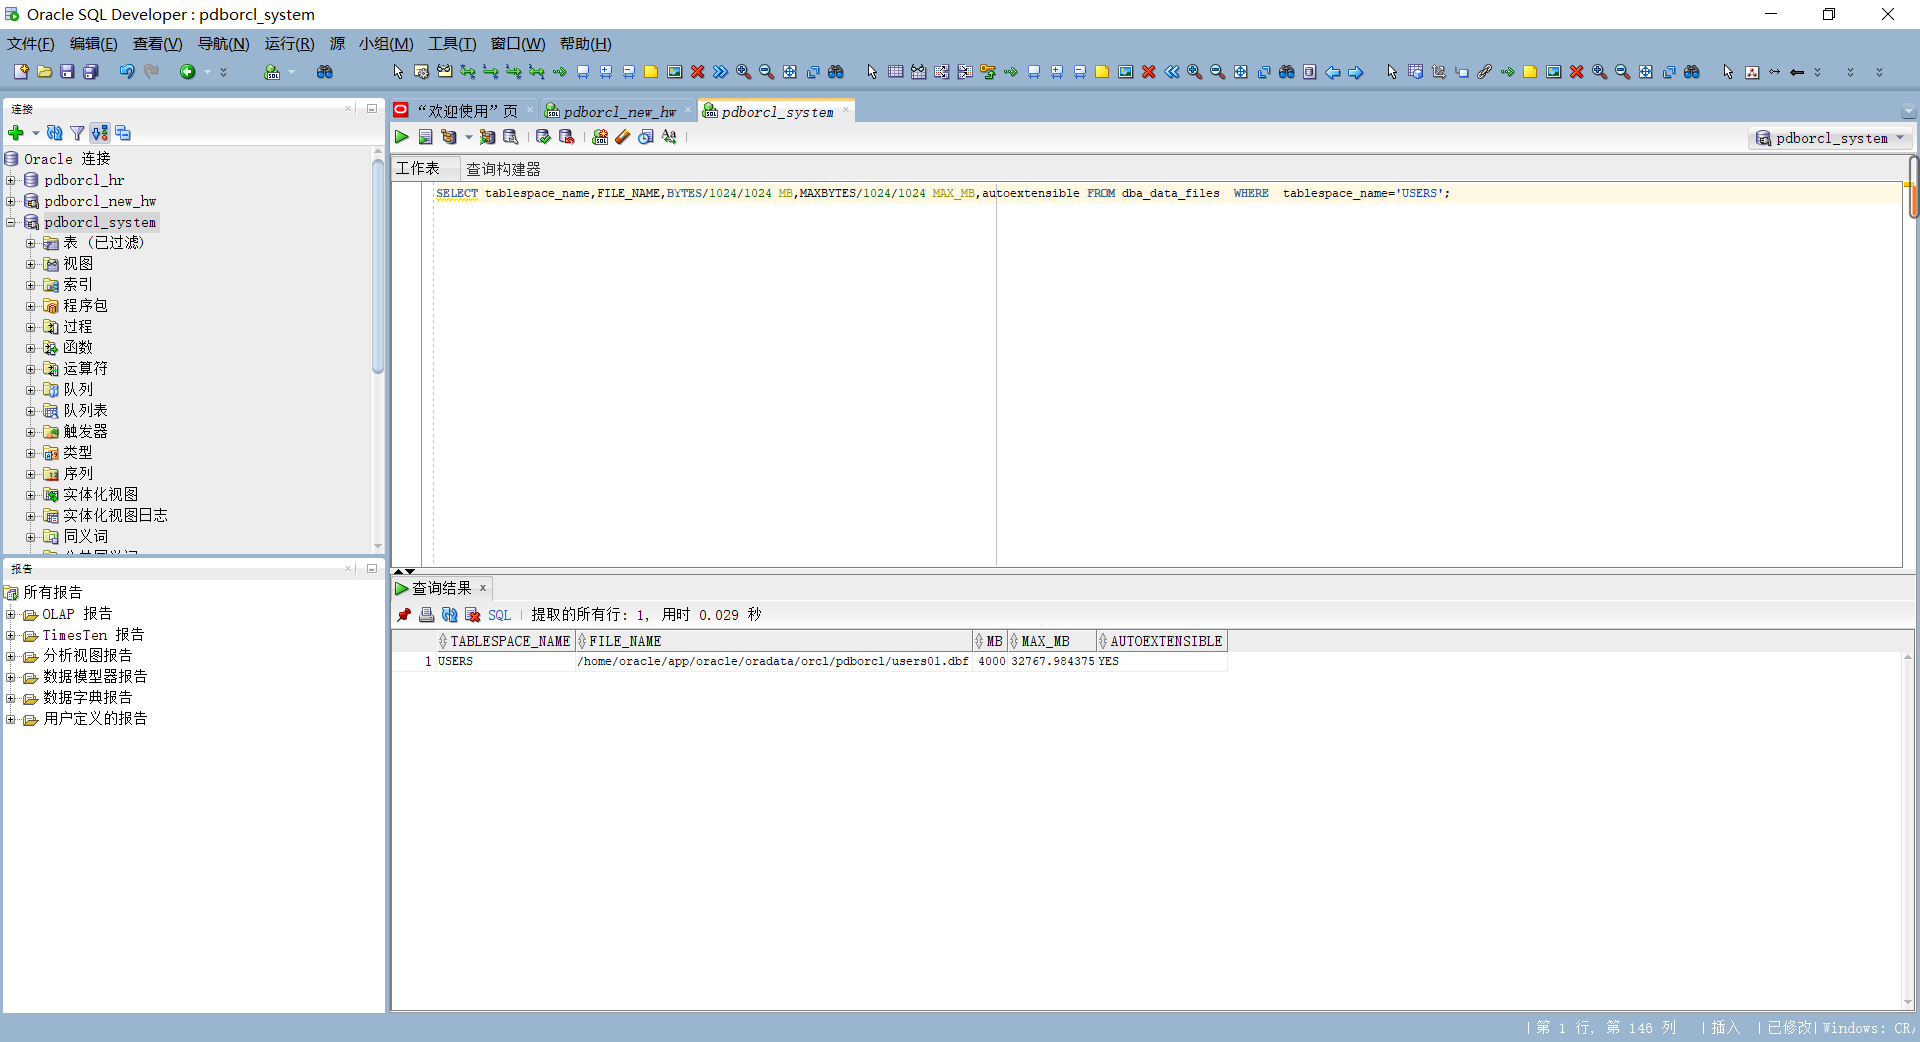 Oracle SQL Developer : pdborcl_system
文件(F) 编辑(E) 查看(V) 导航(N) 运行(R) 源 小组(M) 工具(T) 窗口(W) 帮助(H)
连接
Oracle 连接
pdborcl_hr
pdborcl_new_hw
pdborcl_system
表 (已过滤)
视图
索引
程序包
过程
函数
运算符
队列
队列表
触发器
类型
序列
实体化视图
实体化视图日志
同义词
公共同义词
报告
所有报告
OLAP 报告
TimesTen 报告
分析视图报告
数据模型器报告
数据字典报告
用户定义的报告
“欢迎使用”页 pdborcl_new_hw pdborcl_system
pdborcl_system
工作表 查询构建器
SELECT tablespace_name,FILE_NAME,BYTES/1024/1024 MB,MAXBYTES/1024/1024 MAX_MB,autoextensible FROM dba_data_files  WHERE  tablespace_name='USERS';
查询结果
SQL | 提取的所有行: 1, 用时 0.029 秒
TABLESPACE_NAME FILE_NAME MB MAX_MB AUTOEXTENSIBLE
1 USERS /home/oracle/app/oracle/oradata/orcl/pdborcl/users01.dbf 4000 32767.984375 YES
| 第 1 行, 第 146 列 | 插入 | 已修改| Windows: CR/